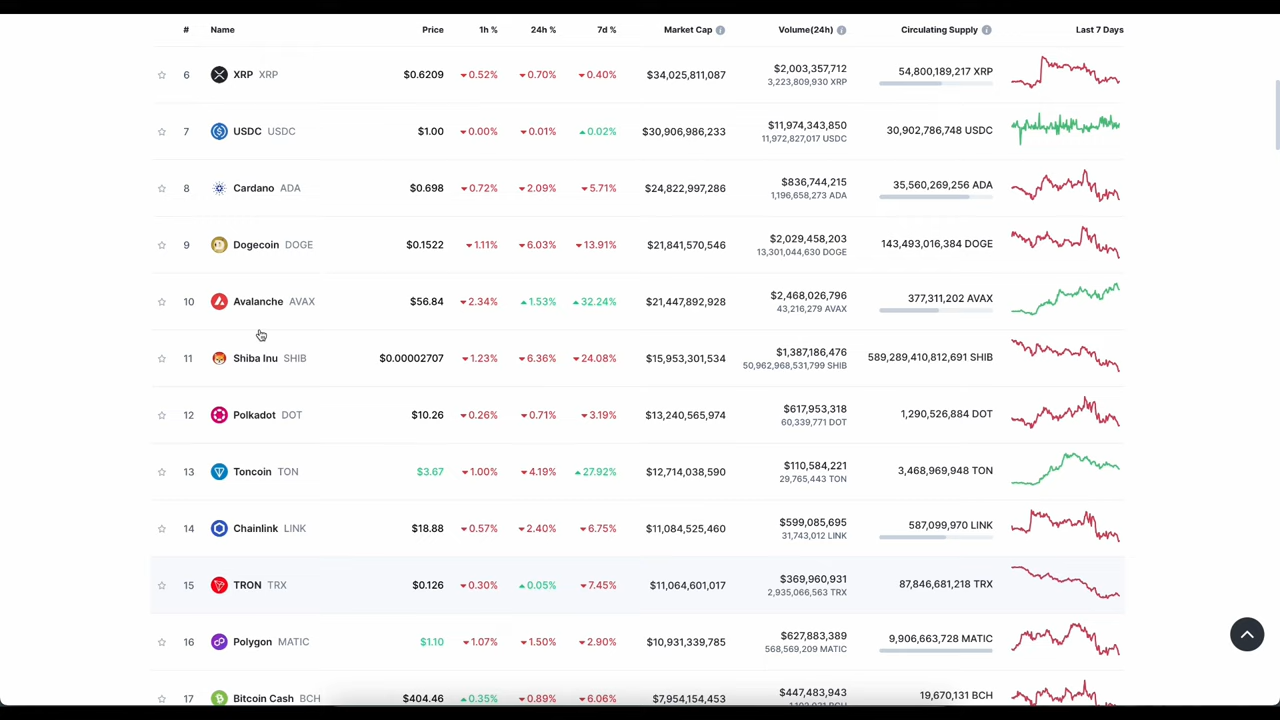 # Name Price 1h % 24h % 7d % Market Cap Volume(24h) Circulating Supply Last 7 Days
6 XRP XRP $0.6209 0.52% 0.70% 0.40% $34,025,811,087 $2,003,357,712 54,800,189,217 XRP
3,223,809,930 XRP
7 USDC USDC $1.00 0.00% 0.01% 0.02% $30,906,986,233 $11,974,343,850 30,902,786,748 USDC
11,972,827,017 USDC
8 Cardano ADA $0.698 0.72% 2.09% 5.71% $24,822,997,286 $836,744,215 35,560,269,256 ADA
1,196,658,273 ADA
9 Dogecoin DOGE $0.1522 1.11% 6.03% 13.91% $21,841,570,546 $2,029,458,203 143,493,016,384 DOGE
13,301,044,630 DOGE
10 Avalanche AVAX $56.84 2.34% 1.53% 32.24% $21,447,892,928 $2,468,026,796 377,311,202 AVAX
43,216,279 AVAX
11 Shiba Inu SHIB $0.00002707 1.23% 6.36% 24.08% $15,953,301,534 $1,387,186,476 589,289,410,812,691 SHIB
50,962,968,531,799 SHIB
12 Polkadot DOT $10.26 0.26% 0.71% 3.19% $13,240,565,974 $617,953,318 1,290,526,884 DOT
60,339,771 DOT
13 Toncoin TON $3.67 1.00% 4.19% 27.92% $12,714,038,590 $110,584,221 3,468,969,948 TON
29,765,443 TON
14 Chainlink LINK $18.88 0.57% 2.40% 6.75% $11,084,525,460 $599,085,695 587,099,970 LINK
31,743,012 LINK
15 TRON TRX $0.126 0.30% 0.05% 7.45% $11,064,601,017 $369,960,931 87,846,681,218 TRX
2,935,066,563 TRX
16 Polygon MATIC $1.10 1.07% 1.50% 2.90% $10,931,339,785 $627,883,389 9,906,663,728 MATIC
568,569,209 MATIC
17 Bitcoin Cash BCH $404.46 0.35% 0.89% 6.06% $7,954,154,453 $447,483,943 19,670,131 BCH